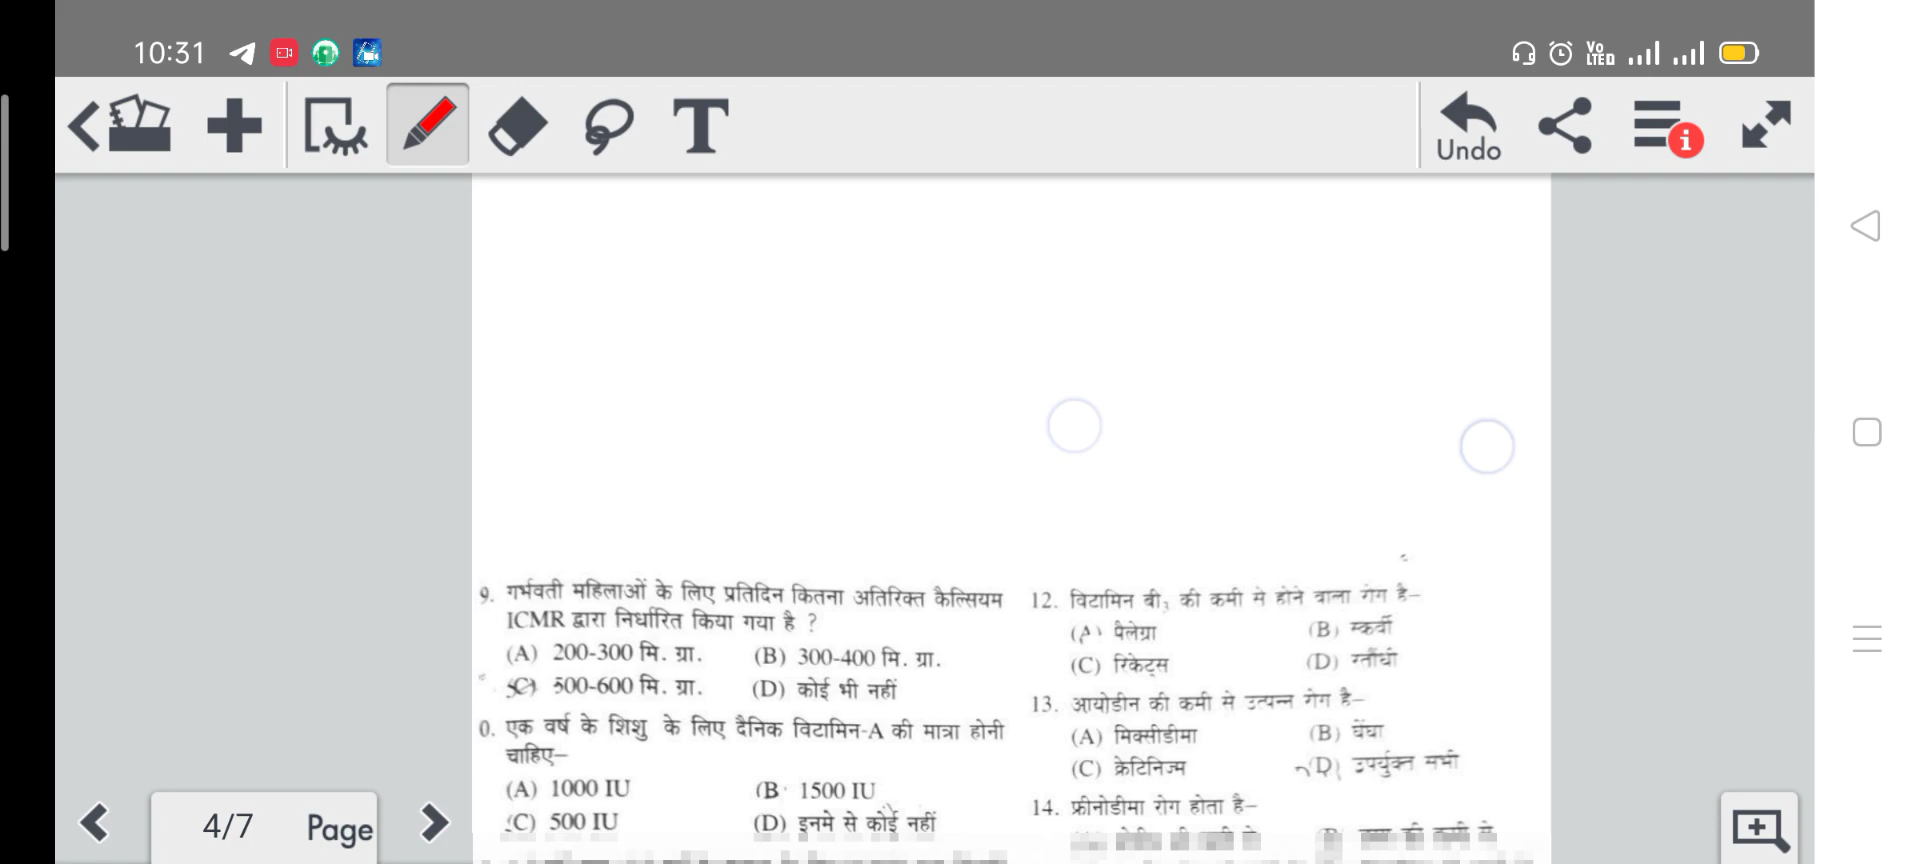 10:31
Vo
LTED
Undo
9. गर्भवती महिलाओं के लिए प्रतिदिन कितना अतिरिक्त कैल्सियम
ICMR द्वारा निर्धारित किया गया है ?
(A) 200-300 मि. ग्रा. (B) 300-400 मि. ग्रा.
(C) 500-600 मि. ग्रा. (D) कोई भी नहीं
0. एक वर्ष के शिशु के लिए दैनिक विटामिन-A की मात्रा होनी
चाहिए–
(A) 1000 IU (B 1500 IU
(C) 500 IU (D) इनमे से कोई नहीं
12. विटामिन बी₃ की कमी से होने वाला रोग है–
(A) पैलेग्रा (B) स्कर्वी
(C) रिकेट्स (D) रतौंधी
13. आयोडीन की कमी से उत्पन्न रोग है–
(A) मिक्सीडीमा (B) घेंघा
(C) क्रेटिनिज्म (D) उपर्युक्त सभी
14. फ्रीनोडीमा रोग होता है–
4/7 Page